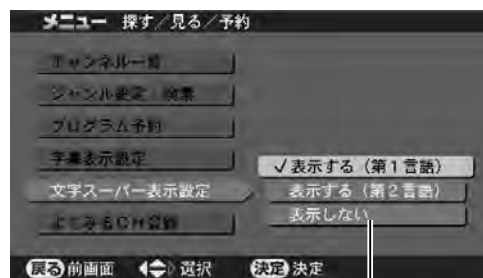 メニュー 探す/見る/予約
チャンネル一覧
ジャンル設定 検索
プログラム予約
字幕表示設定
文字スーパー表示設定
よくみるCH登録
✓表示する(第1言語)
表示する(第2言語)
表示しない
戻る 前画面 選択 決定 決定